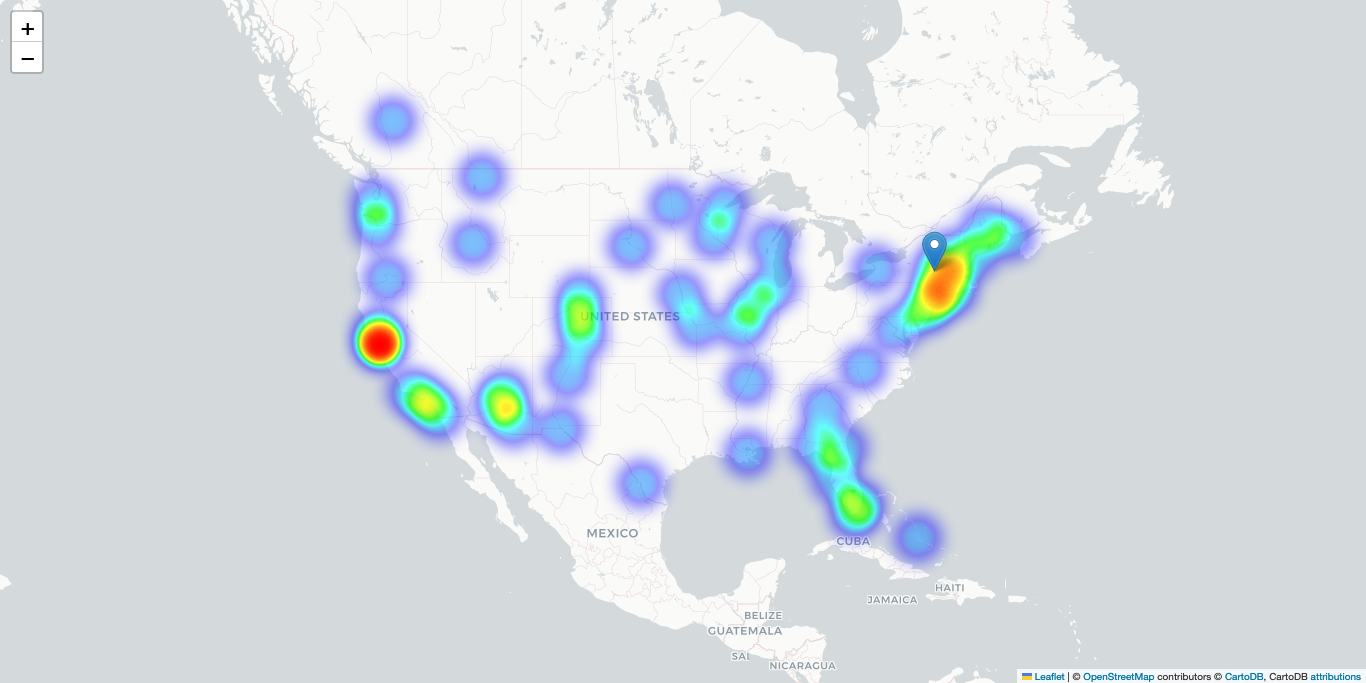 +
−
UNITED STATES
MEXICO
CUBA
HAITI
JAMAICA
BELIZE
GUATEMALA
SAL
NICARAGUA
Leaflet | © OpenStreetMap contributors © CartoDB, CartoDB attributions